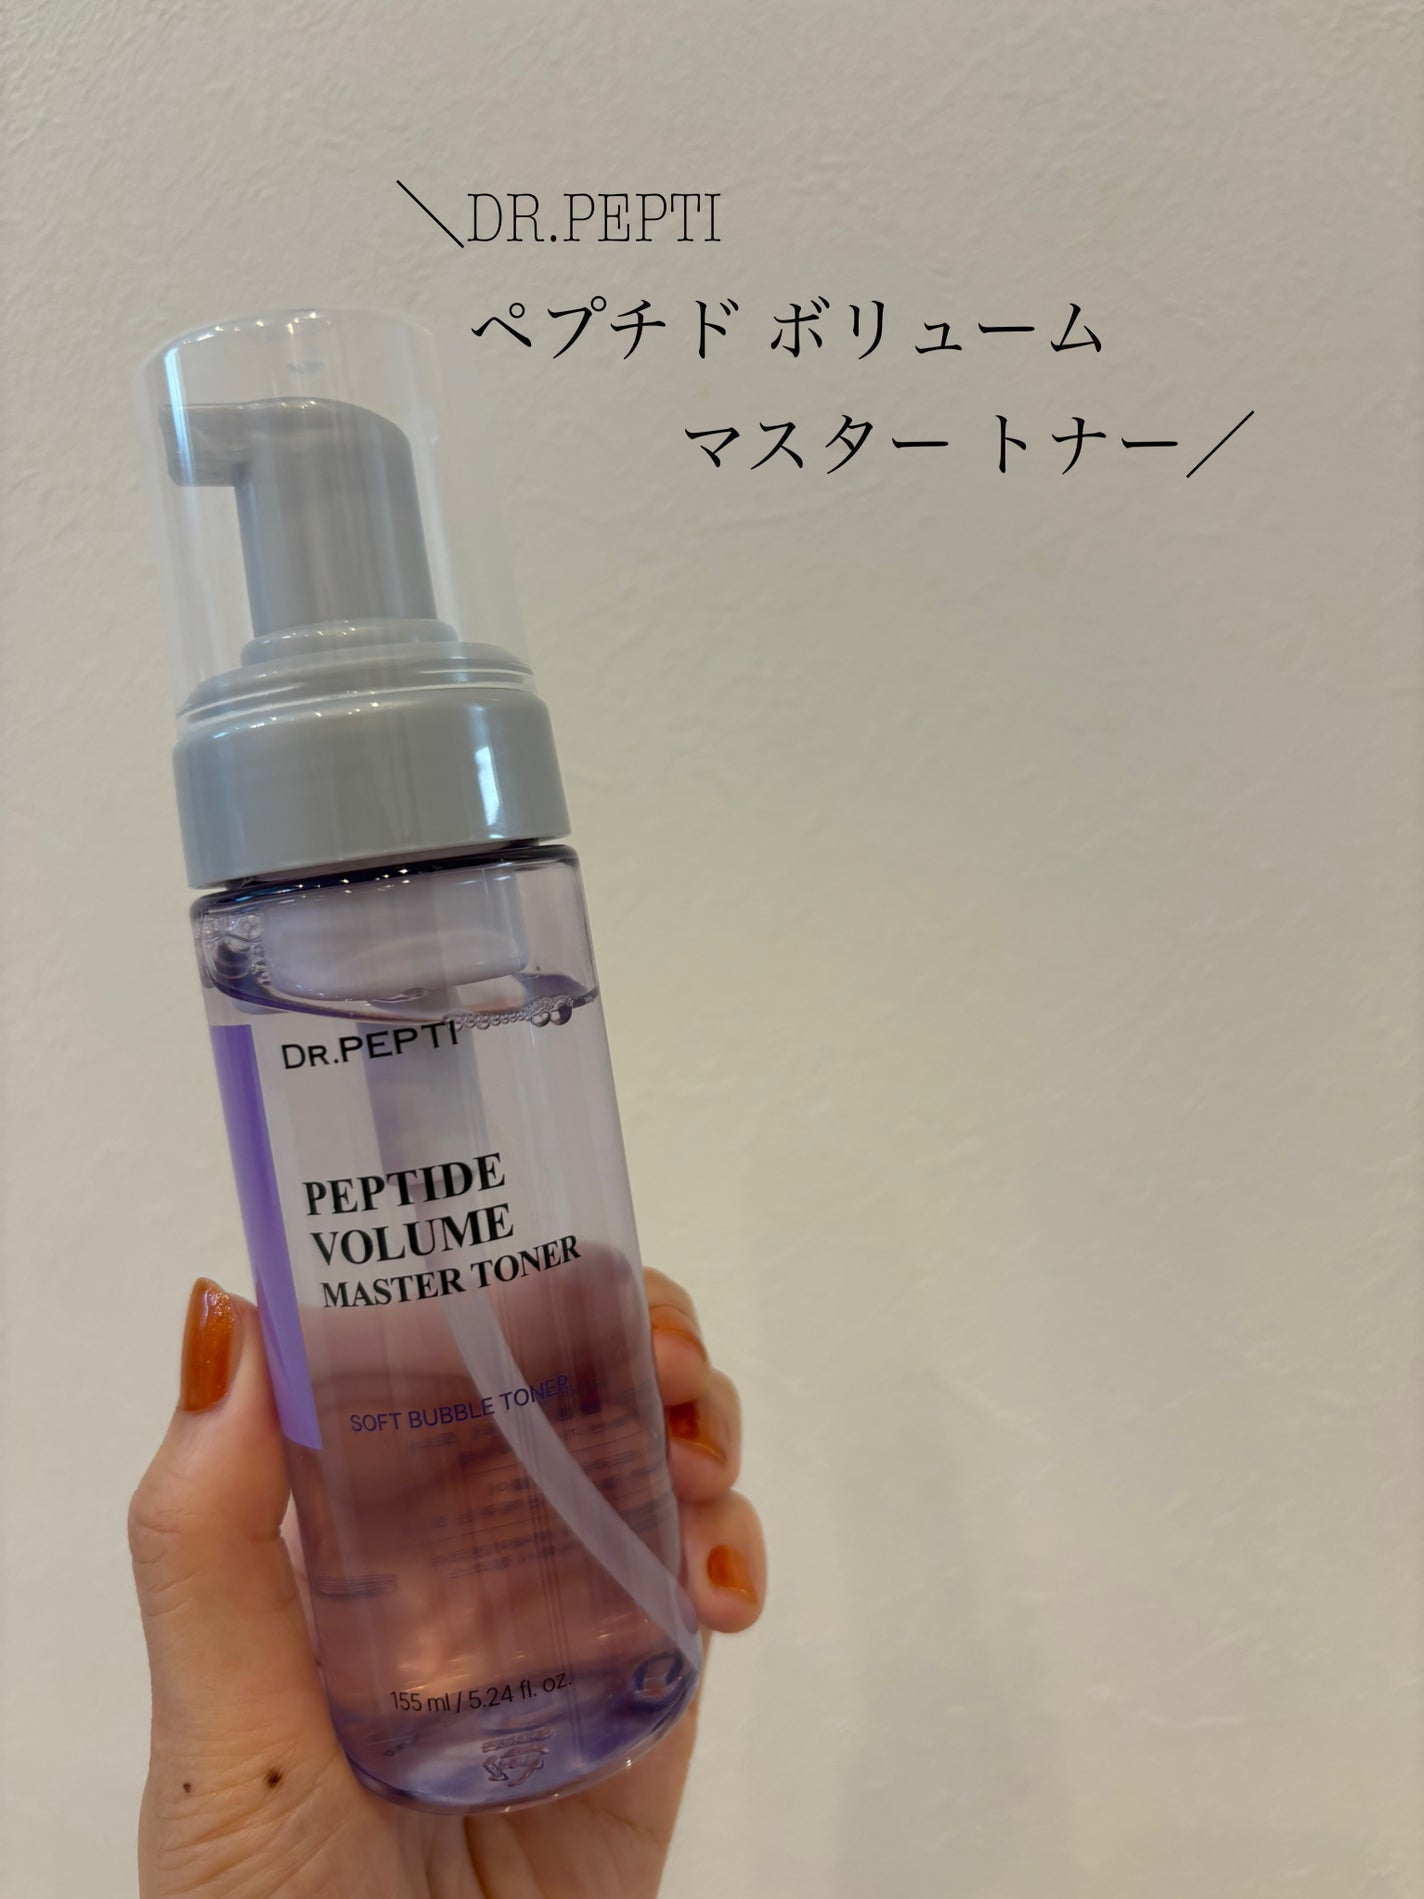 ＼DR.PEPTI
ペプチド ボリューム
マスター トナー／
DR.PEPTI
PEPTIDE
VOLUME
MASTER TONER
SOFT BUBBLE TONER
155 ml / 5.24 fl. oz.